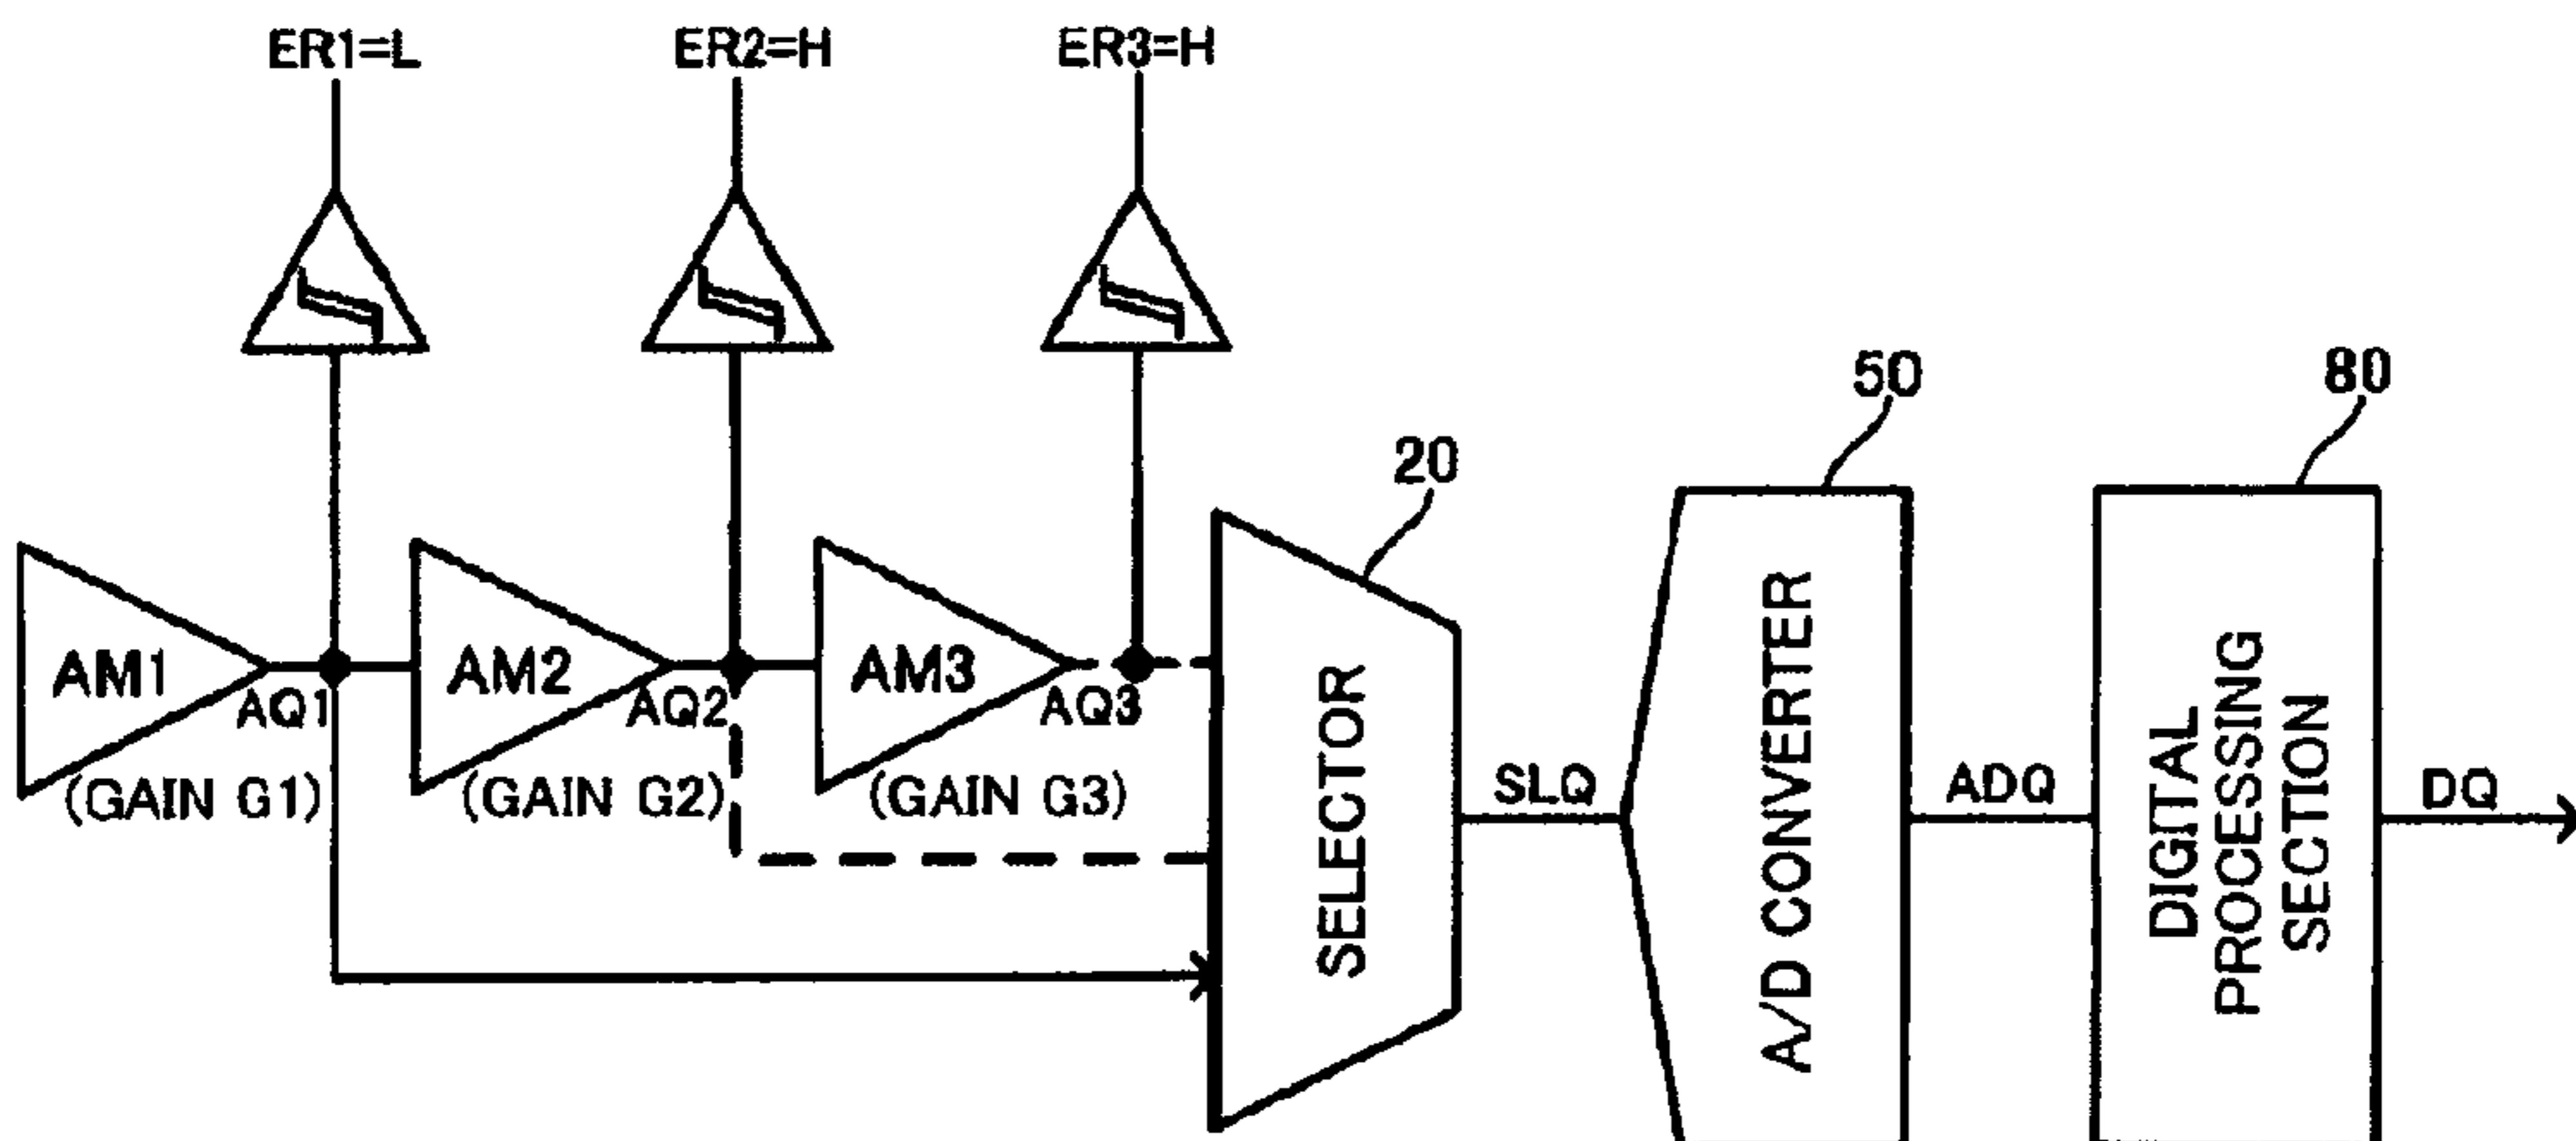 ER1=L
ER2=H
ER3=H
50
80
20
AM1
AQ1
(GAIN G1)
AM2
AQ2
(GAIN G2)
AM3
AQ3
(GAIN G3)
SELECTOR
SLQ
A/D CONVERTER
ADQ
DIGITAL
PROCESSING
SECTION
DQ